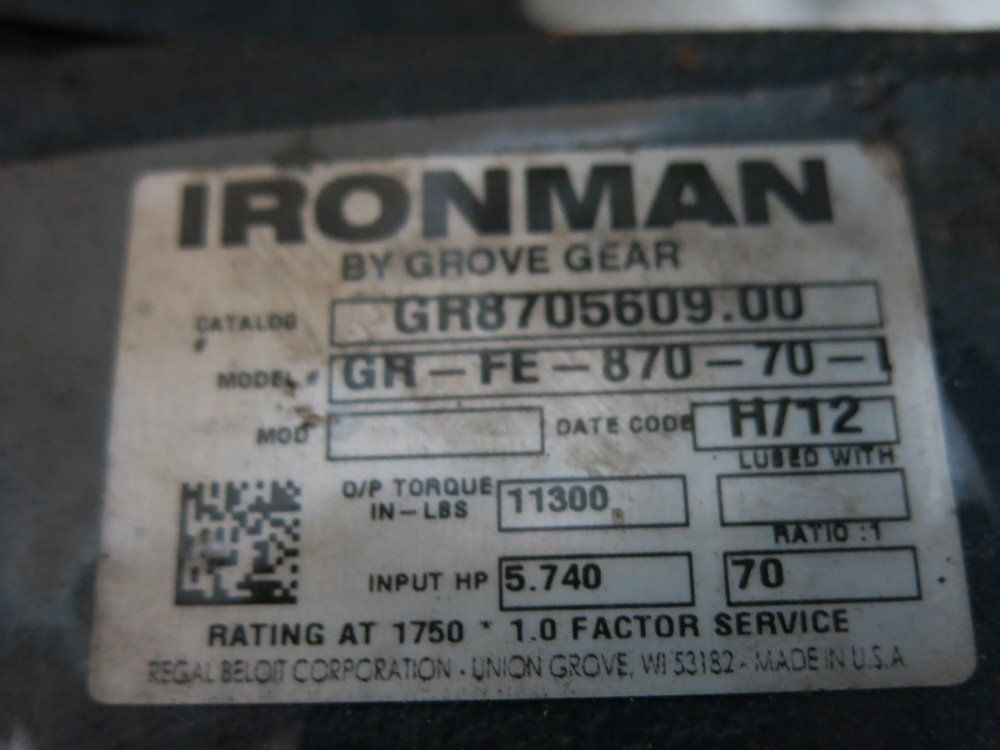 IRONMAN
BY GROVE GEAR
CATALOG GR8705609.00
MODEL # GR-FE-870-70-L
MOD DATE CODE H/12
LUBED WITH
O/P TORQUE IN-LBS 11300
RATIO :1
INPUT HP 5.740 70
RATING AT 1750 * 1.0 FACTOR SERVICE
REGAL BELOIT CORPORATION - UNION GROVE, WI 53182 - MADE IN U.S.A